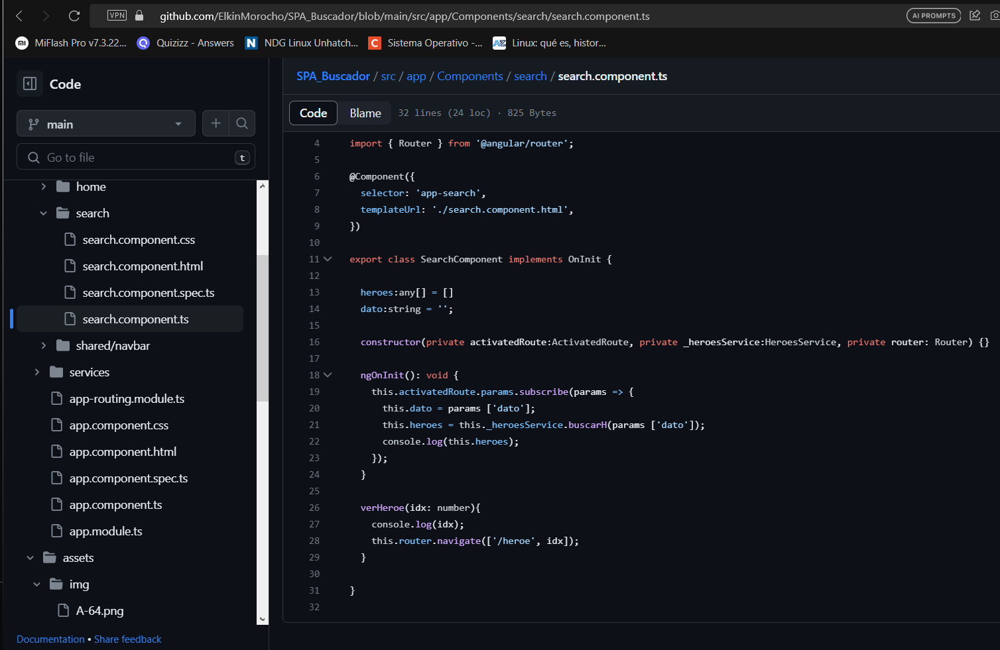 VPN github.com/ElkinMorocho/SPA_Buscador/blob/main/src/app/Components/search/search.component.ts AI PROMPTS
mi MiFlash Pro v7.3.22... Quizizz - Answers N NDG Linux Unhatch... C Sistema Operativo -... AZ Linux: qué es, histor...
Code
main
Go to file t
home
search
search.component.css
search.component.html
search.component.spec.ts
search.component.ts
shared/navbar
services
app-routing.module.ts
app.component.css
app.component.html
app.component.spec.ts
app.component.ts
app.module.ts
assets
img
A-64.png
Documentation • Share feedback
SPA_Buscador / src / app / Components / search / search.component.ts
Code Blame 32 lines (24 loc) · 825 Bytes
4 import { Router } from '@angular/router';
5
6 @Component({
7 selector: 'app-search',
8 templateUrl: './search.component.html',
9 })
10
11 export class SearchComponent implements OnInit {
12
13 heroes:any[] = []
14 dato:string = '';
15
16 constructor(private activatedRoute:ActivatedRoute, private _heroesService:HeroesService, private router: Router) {}
17
18 ngOnInit(): void {
19 this.activatedRoute.params.subscribe(params => {
20 this.dato = params ['dato'];
21 this.heroes = this._heroesService.buscarH(params ['dato']);
22 console.log(this.heroes);
23 });
24 }
25
26 verHeroe(idx: number){
27 console.log(idx);
28 this.router.navigate(['/heroe', idx]);
29 }
30
31 }
32